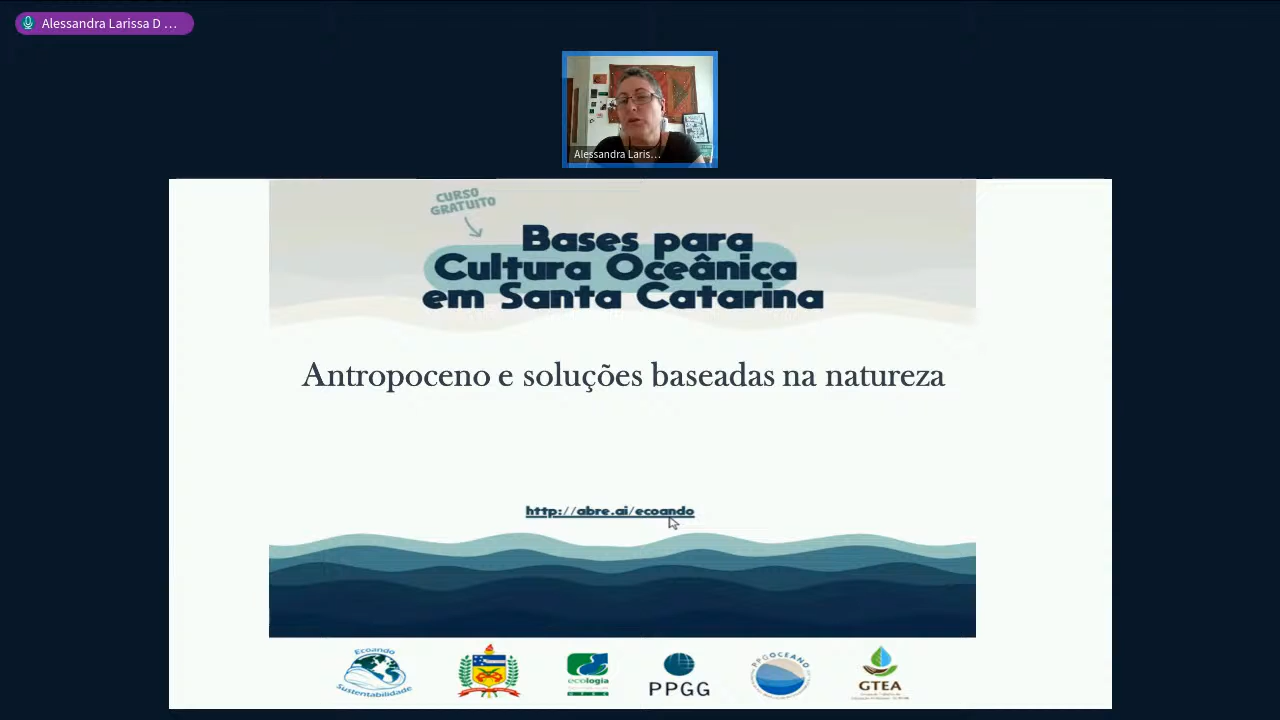 Alessandra Larissa D ...
Alessandra Laris...
CURSO
GRATUITO
Bases para
Cultura Oceânica
em Santa Catarina
Antropoceno e soluções baseadas na natureza
http://abre.ai/ecoando
Ecoando
Sustentabilidade
ecologia
UFSC
PPGG
PPGOCEANO
GTEA